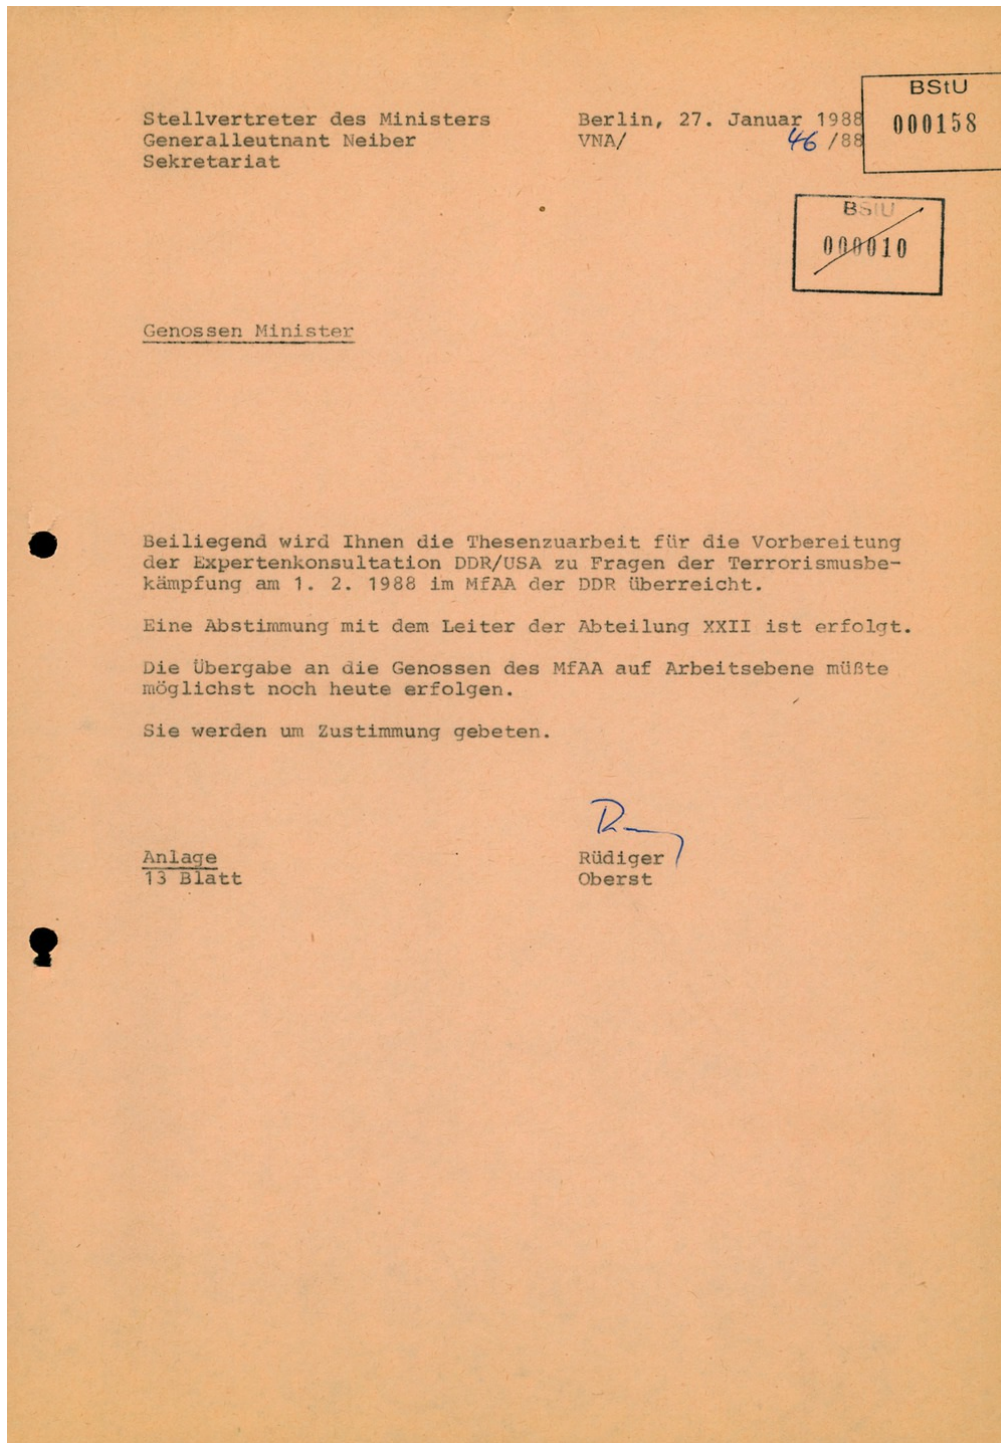 BStU
000158
Stellvertreter des Ministers
Generalleutnant Neiber
Sekretariat
Berlin, 27. Januar 1988
VNA/ 46 /88
BStU
000010
Genossen Minister
Beiliegend wird Ihnen die Thesenzuarbeit für die Vorbereitung
der Expertenkonsultation DDR/USA zu Fragen der Terrorismusbe-
kämpfung am 1. 2. 1988 im MfAA der DDR überreicht.
Eine Abstimmung mit dem Leiter der Abteilung XXII ist erfolgt.
Die Übergabe an die Genossen des MfAA auf Arbeitsebene müßte
möglichst noch heute erfolgen.
Sie werden um Zustimmung gebeten.
Anlage
13 Blatt
Rüdiger
Oberst